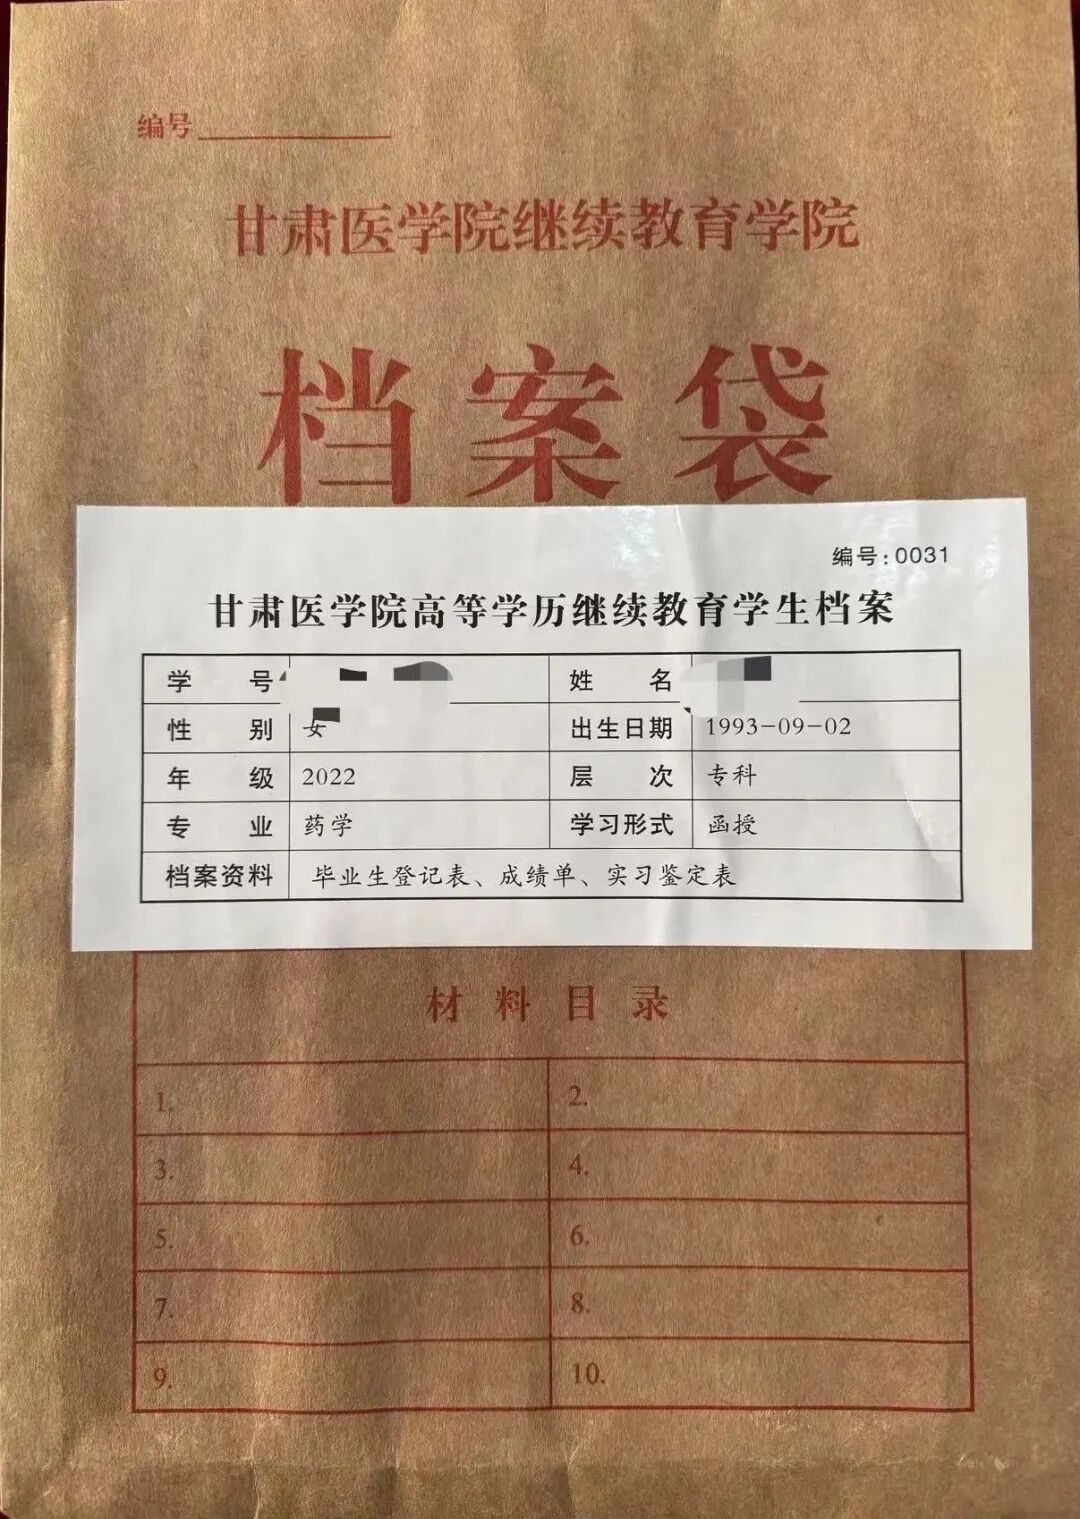 编号
甘肃医学院继续教育学院
档案袋
编号:0031
甘肃医学院高等学历继续教育学生档案
学号 姓名
性别 女 出生日期 1993-09-02
年级 2022 层次 专科
专业 药学 学习形式 函授
档案资料 毕业生登记表、成绩单、实习鉴定表
材料目录
1. 2.
3. 4.
5. 6.
7. 8.
9. 10.